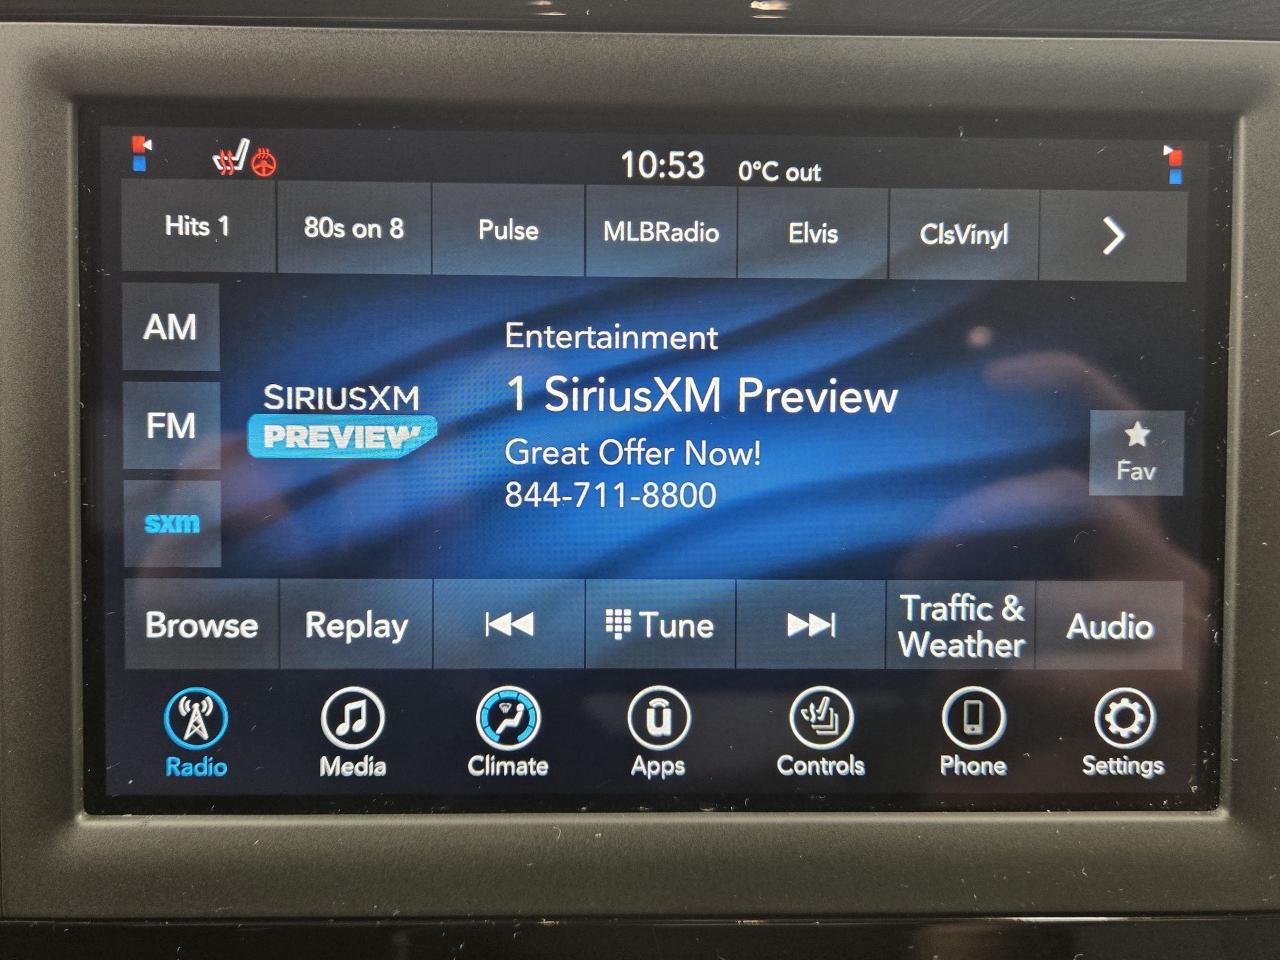 10:53 0°C out
Hits 1 80s on 8 Pulse MLBRadio Elvis ClsVinyl
AM
FM
sxm
SIRIUSXM
PREVIEW
Entertainment
1 SiriusXM Preview
Great Offer Now!
844-711-8800
Fav
Browse Replay Tune Traffic & Weather Audio
Radio Media Climate Apps Controls Phone Settings